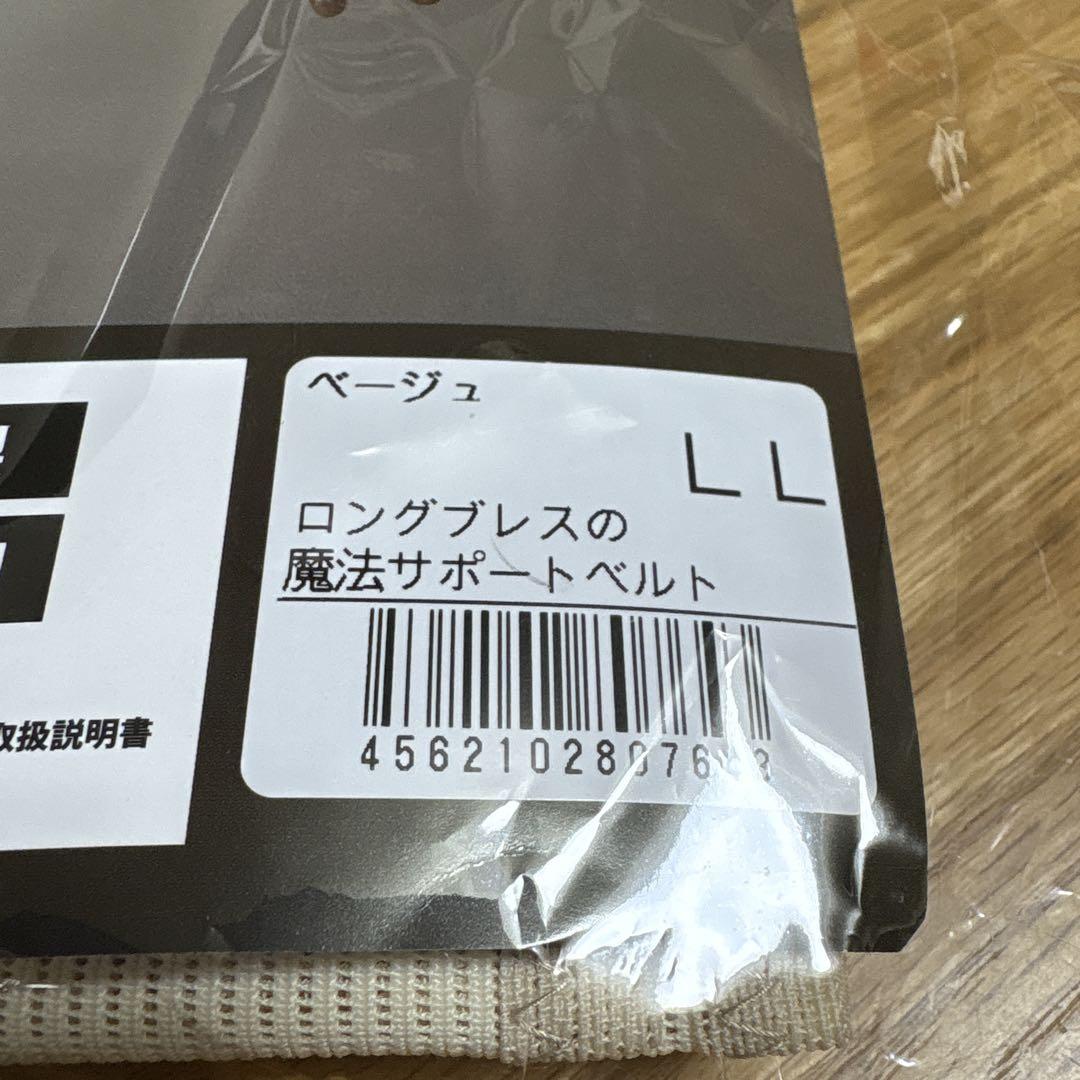 ベージュ
LL
ロングブレスの
魔法サポートベルト
取扱説明書